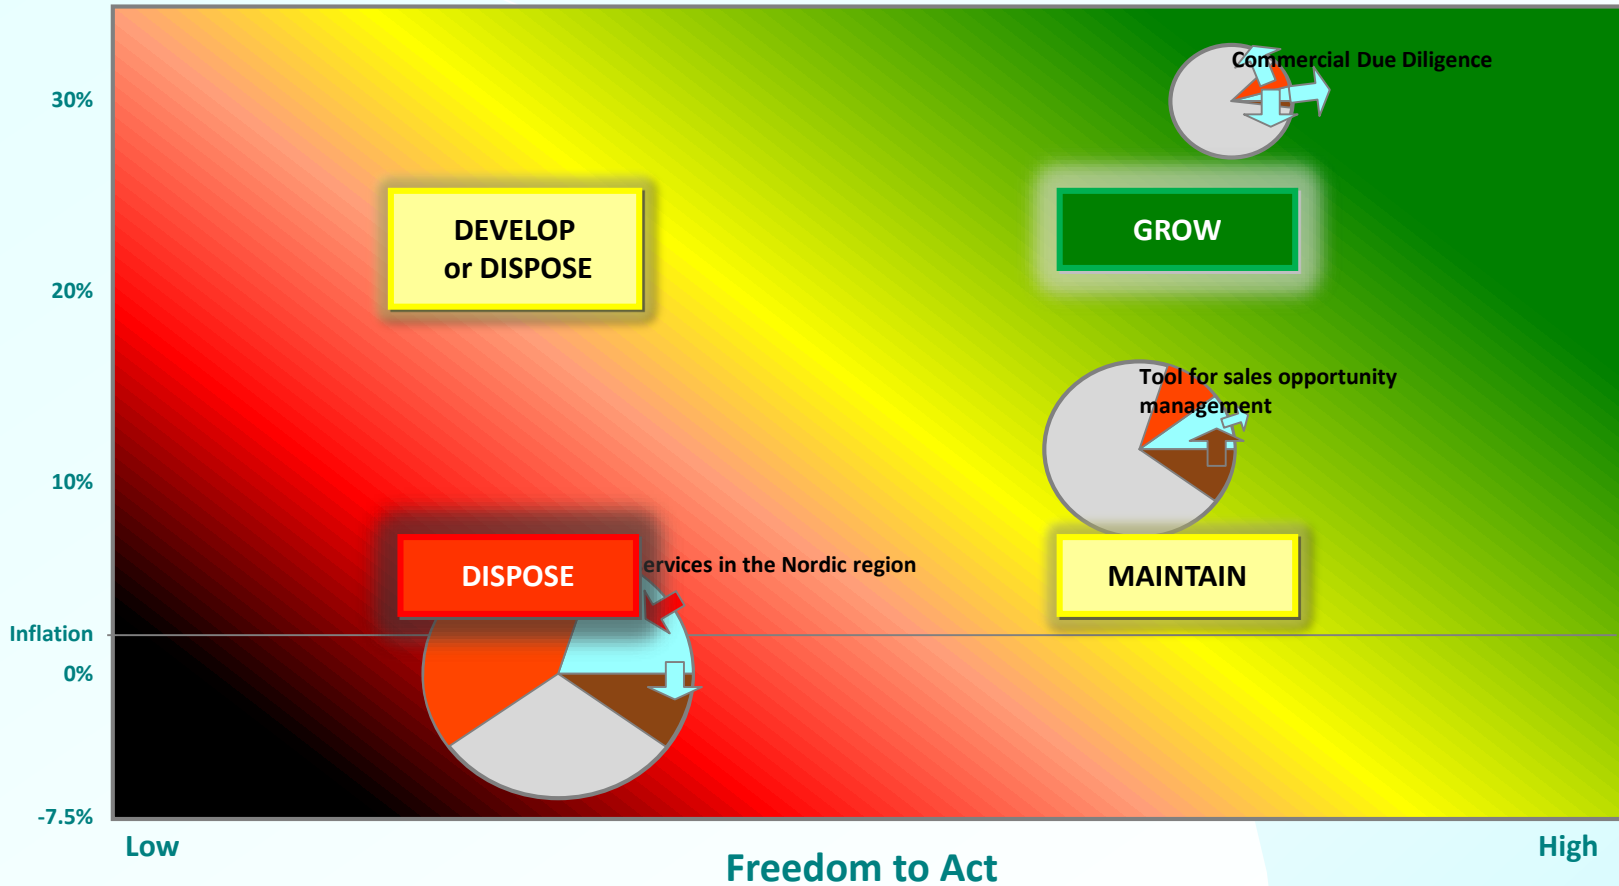 Commercial Due Diligence
30%
DEVELOP
or DISPOSE
GROW
20%
Tool for sales opportunity
management
10%
DISPOSE
ervices in the Nordic region
MAINTAIN
Inflation
0%
-7.5%
Low
High
Freedom to Act